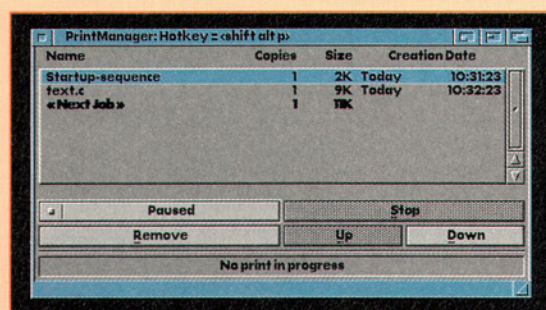 PrintManager: Hotkey = <shift alt p>
Name Copies Size Creation Date
Startup-sequence 1 2K Today 10:31:23
text.c 1 9K Today 10:32:23
«Next Job» 1
Paused Stop
Remove Up Down
No print in progress